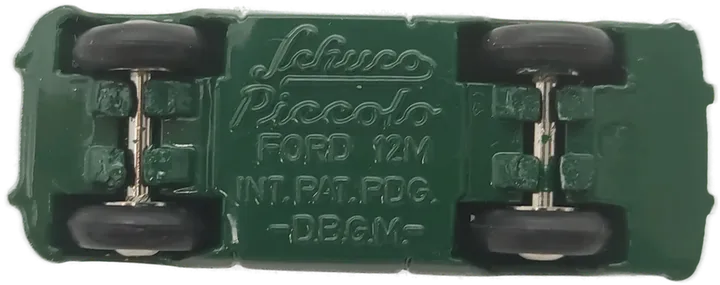 Schuco
Piccolo
FORD 12M
INT. PAT. PDG.
-D.B.G.M.-